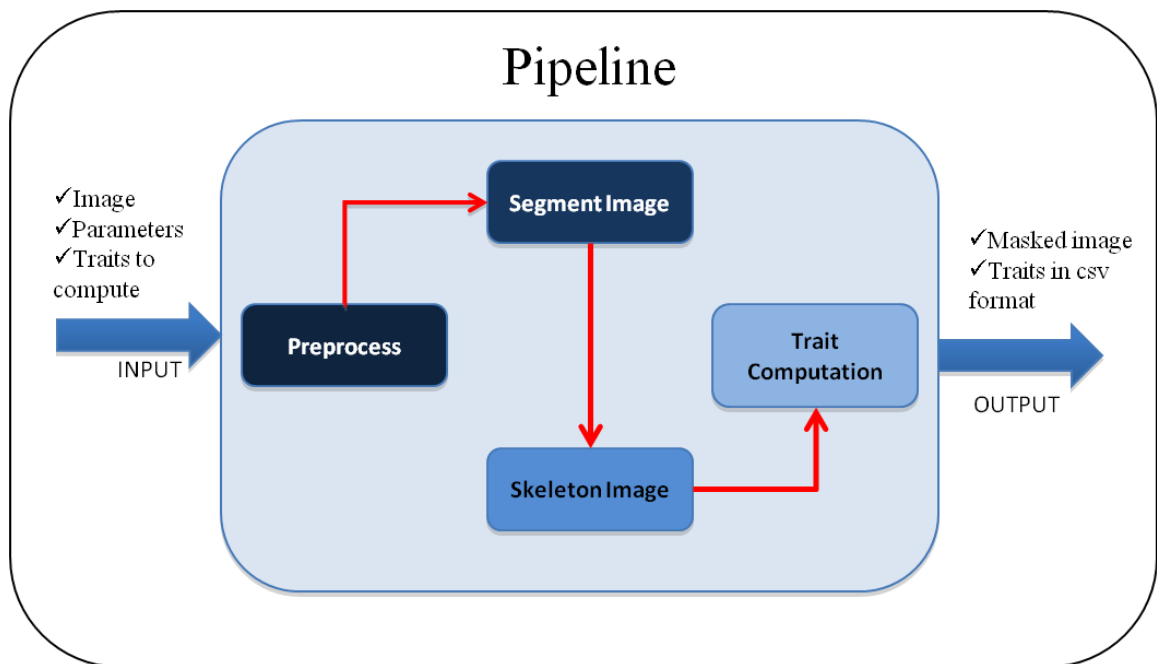 Pipeline
✓Image
✓Parameters
✓Traits to
compute
INPUT
Preprocess
Segment Image
Skeleton Image
Trait
Computation
✓Masked image
✓Traits in csv
format
OUTPUT